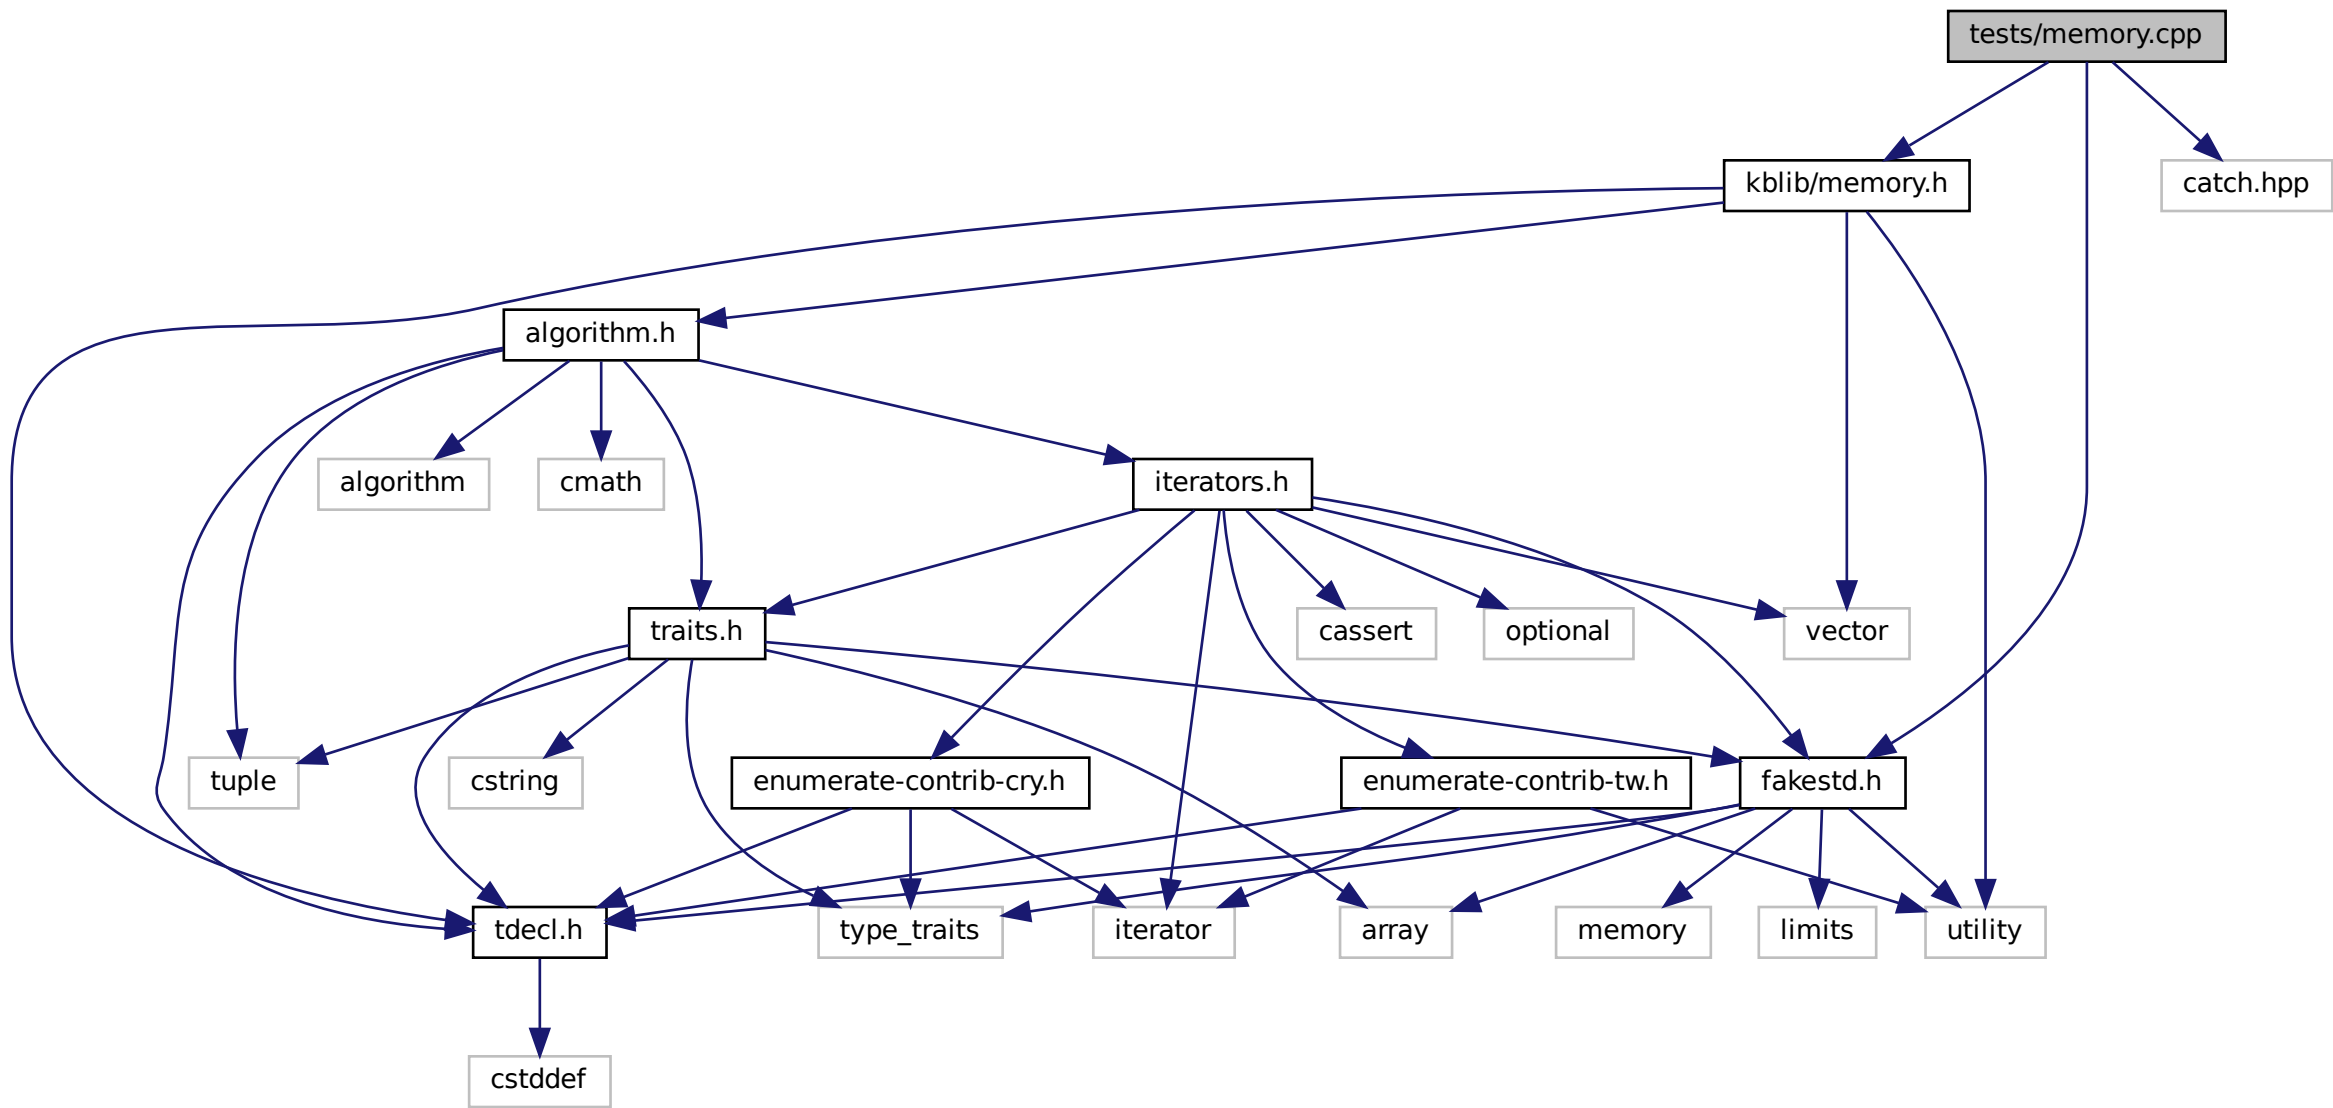 tests/memory.cpp
kblib/memory.h
catch.hpp
algorithm.h
algorithm
cmath
iterators.h
traits.h
cassert
optional
vector
tuple
cstring
enumerate-contrib-cry.h
enumerate-contrib-tw.h
fakestd.h
tdecl.h
type_traits
iterator
array
memory
limits
utility
cstddef